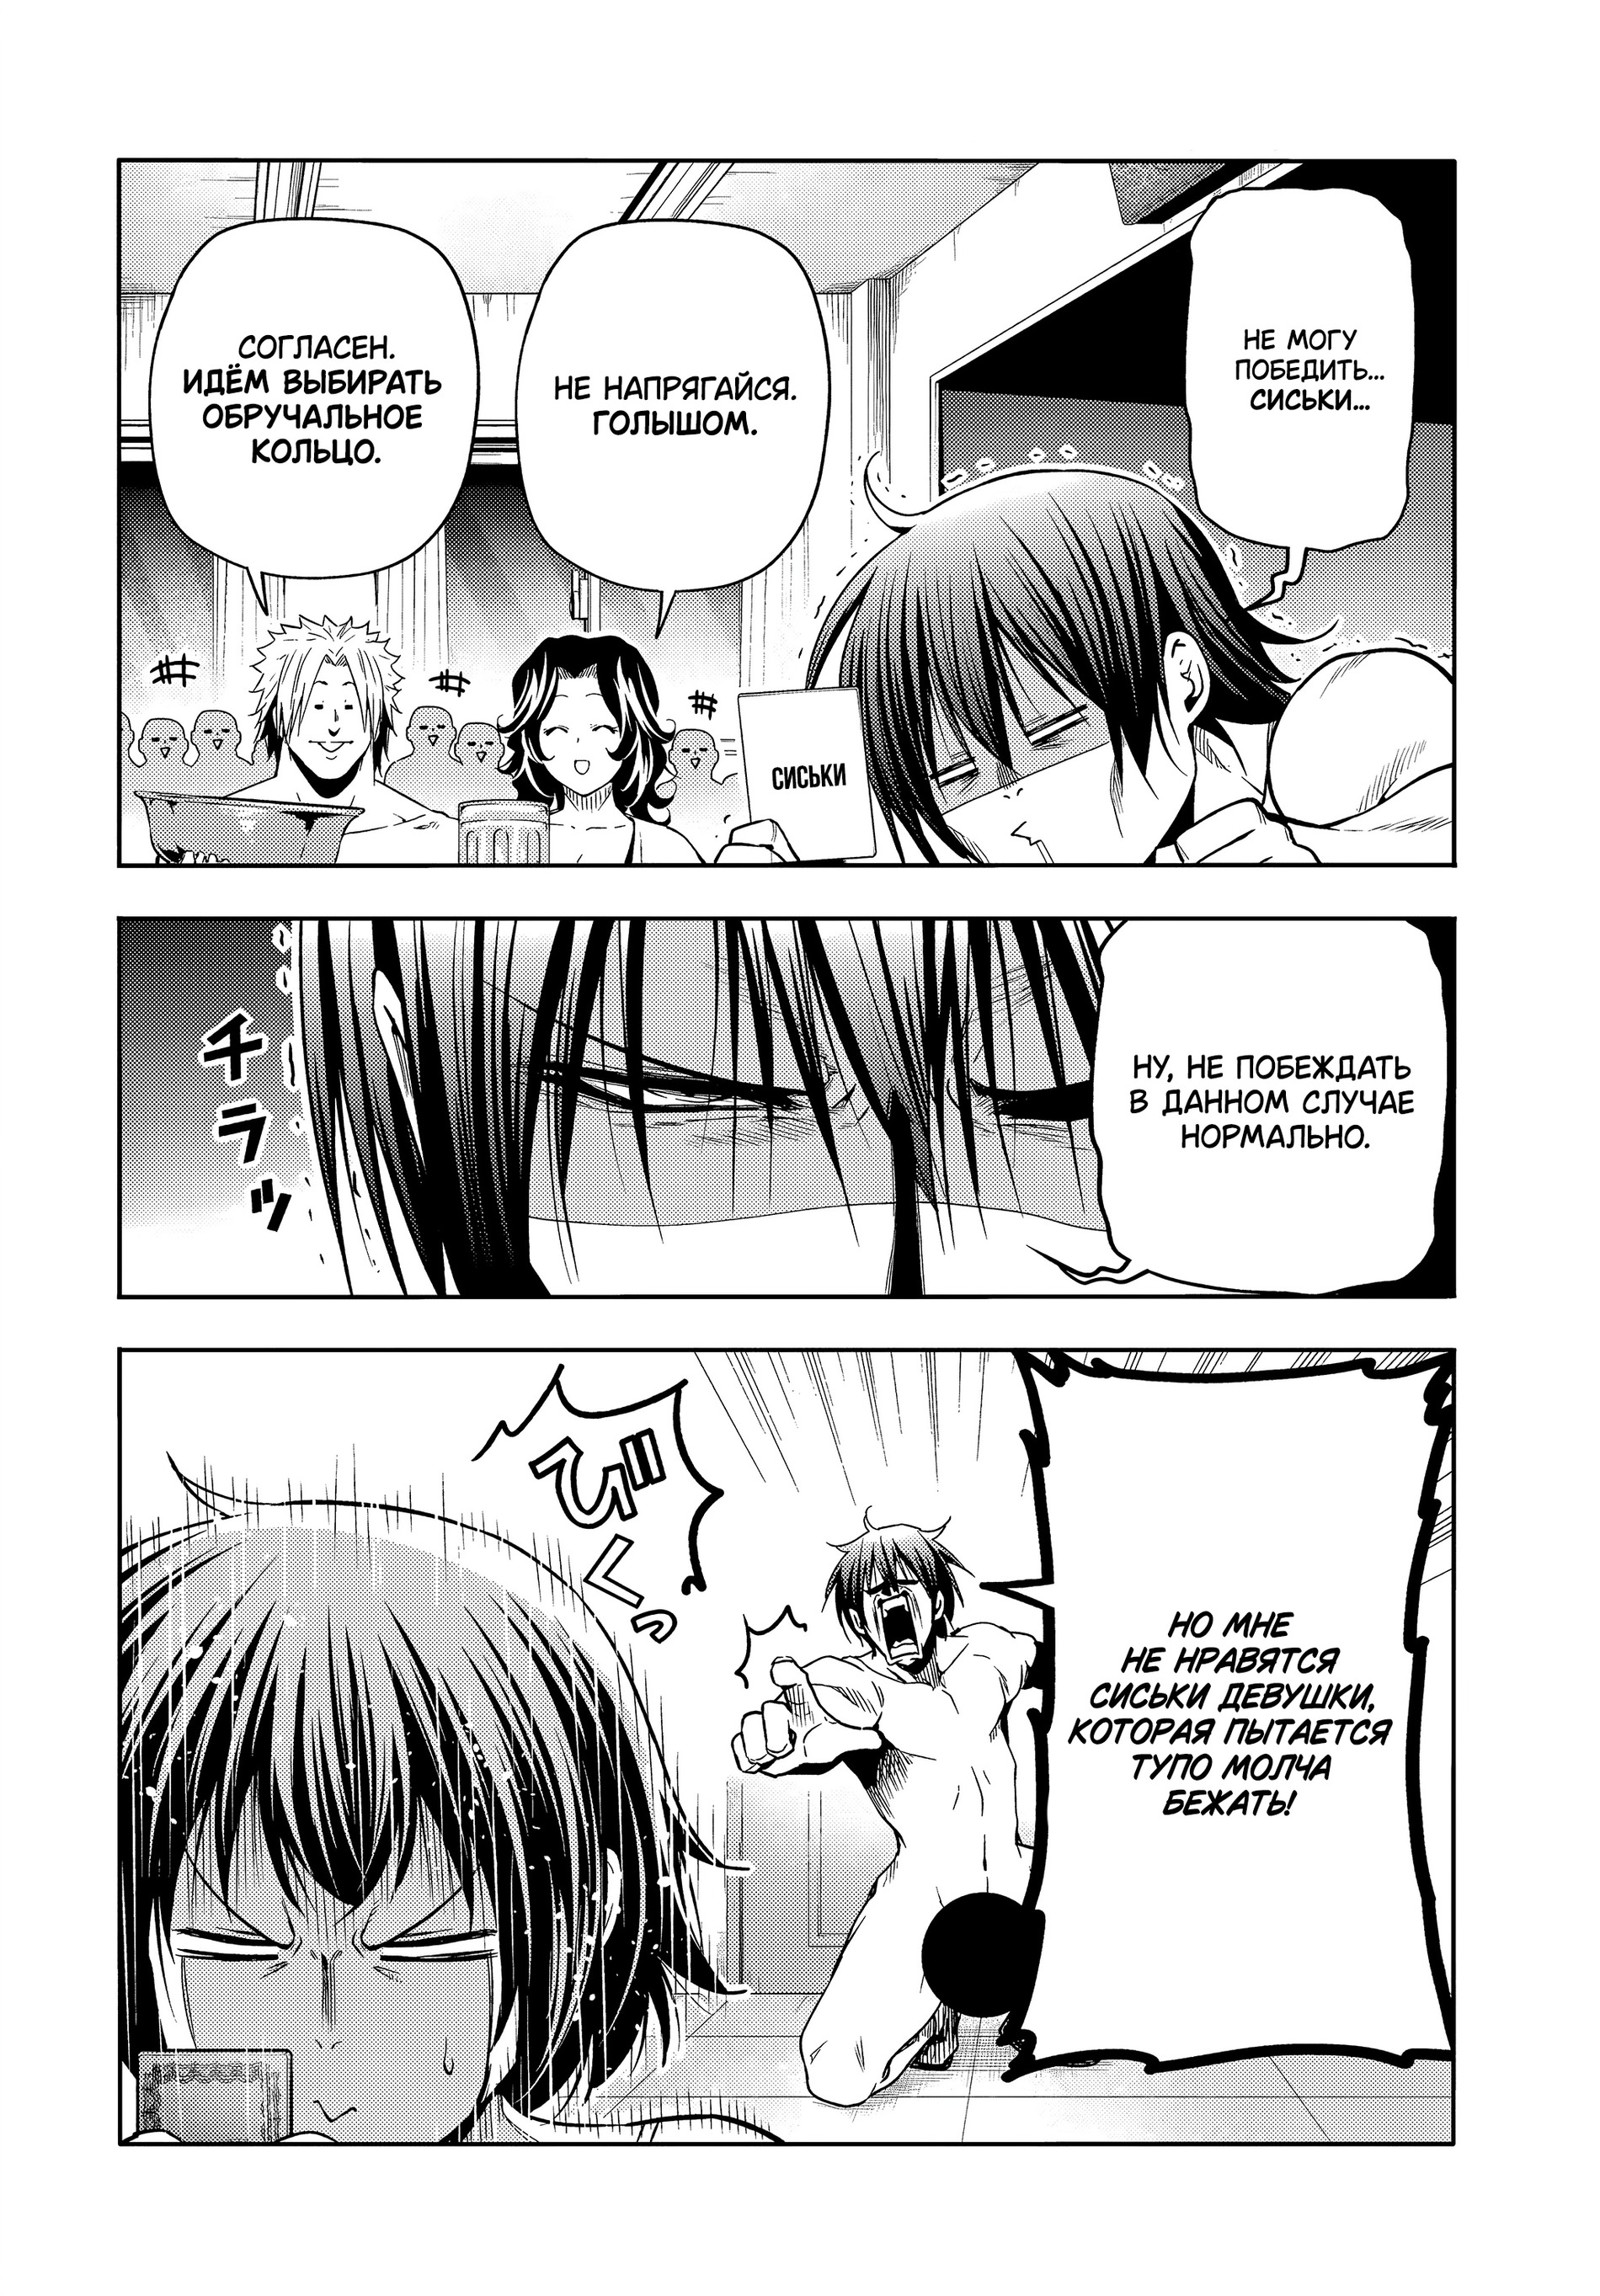 НЕ МОГУ
ПОБЕДИТЬ...
СИСЬКИ...
НЕ НАПРЯГАЙСЯ.
ГОЛЫШОМ.
СОГЛАСЕН.
ИДЁМ ВЫБИРАТЬ
ОБРУЧАЛЬНОЕ
КОЛЬЦО.
СИСЬКИ
НУ, НЕ ПОБЕЖДАТЬ
В ДАННОМ СЛУЧАЕ
НОРМАЛЬНО.
チラッ
НО МНЕ
НЕ НРАВЯТСЯ
СИСЬКИ ДЕВУШКИ,
КОТОРАЯ ПЫТАЕТСЯ
ТУПО МОЛЧА
БЕЖАТЬ!
びくっ